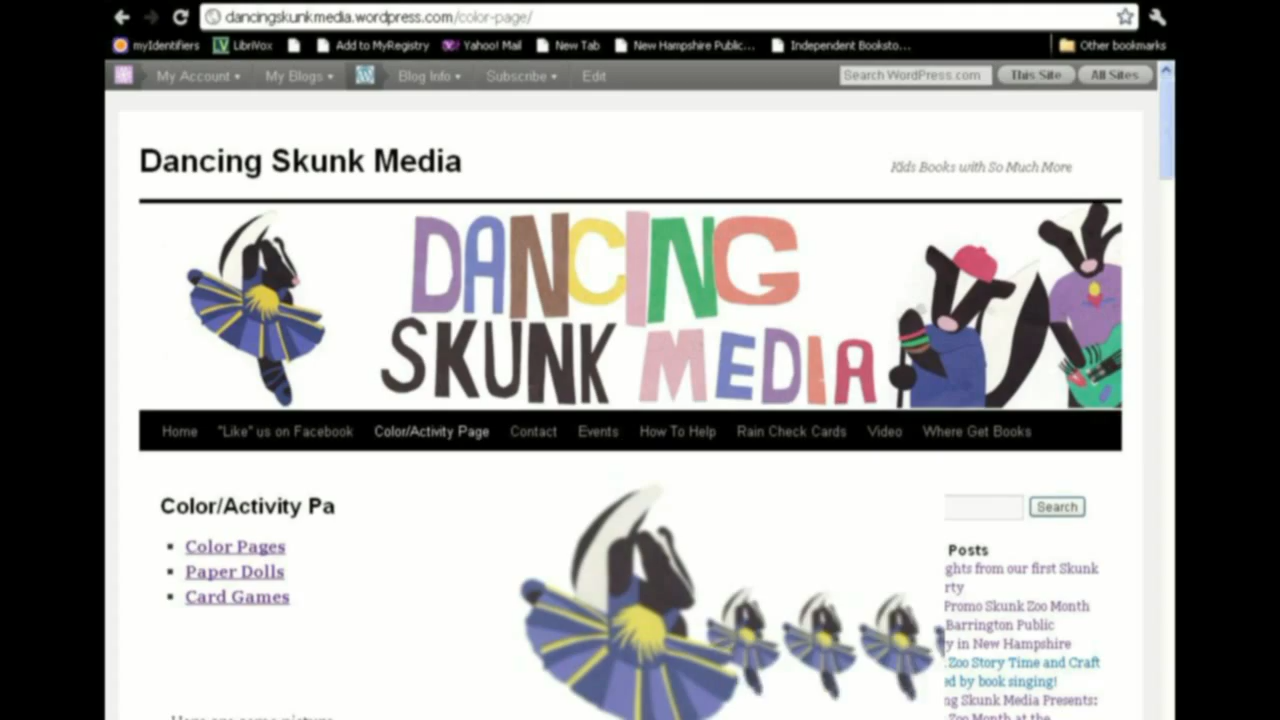 dancingskunkmedia.wordpress.com/color-page/
myIdentifiers LibriVox Add to MyRegistry Yahoo! Mail New Tab New Hampshire Public... Independent Booksto... Other bookmarks
My Account My Blogs Blog Info Subscribe Edit Search WordPress.com This Site All Sites
Dancing Skunk Media
Kids Books with So Much More
DANCING
SKUNK MEDIA
Home "Like" us on Facebook Color/Activity Page Contact Events How To Help Rain Check Cards Video Where Get Books
Color/Activity Pa
Color Pages
Paper Dolls
Card Games
Search
Posts
ghts from our first Skunk
rty
Promo Skunk Zoo Month
Barrington Public
y in New Hampshire
Zoo Story Time and Craft
ed by book singing!
ng Skunk Media Presents:
Zoo Month at the